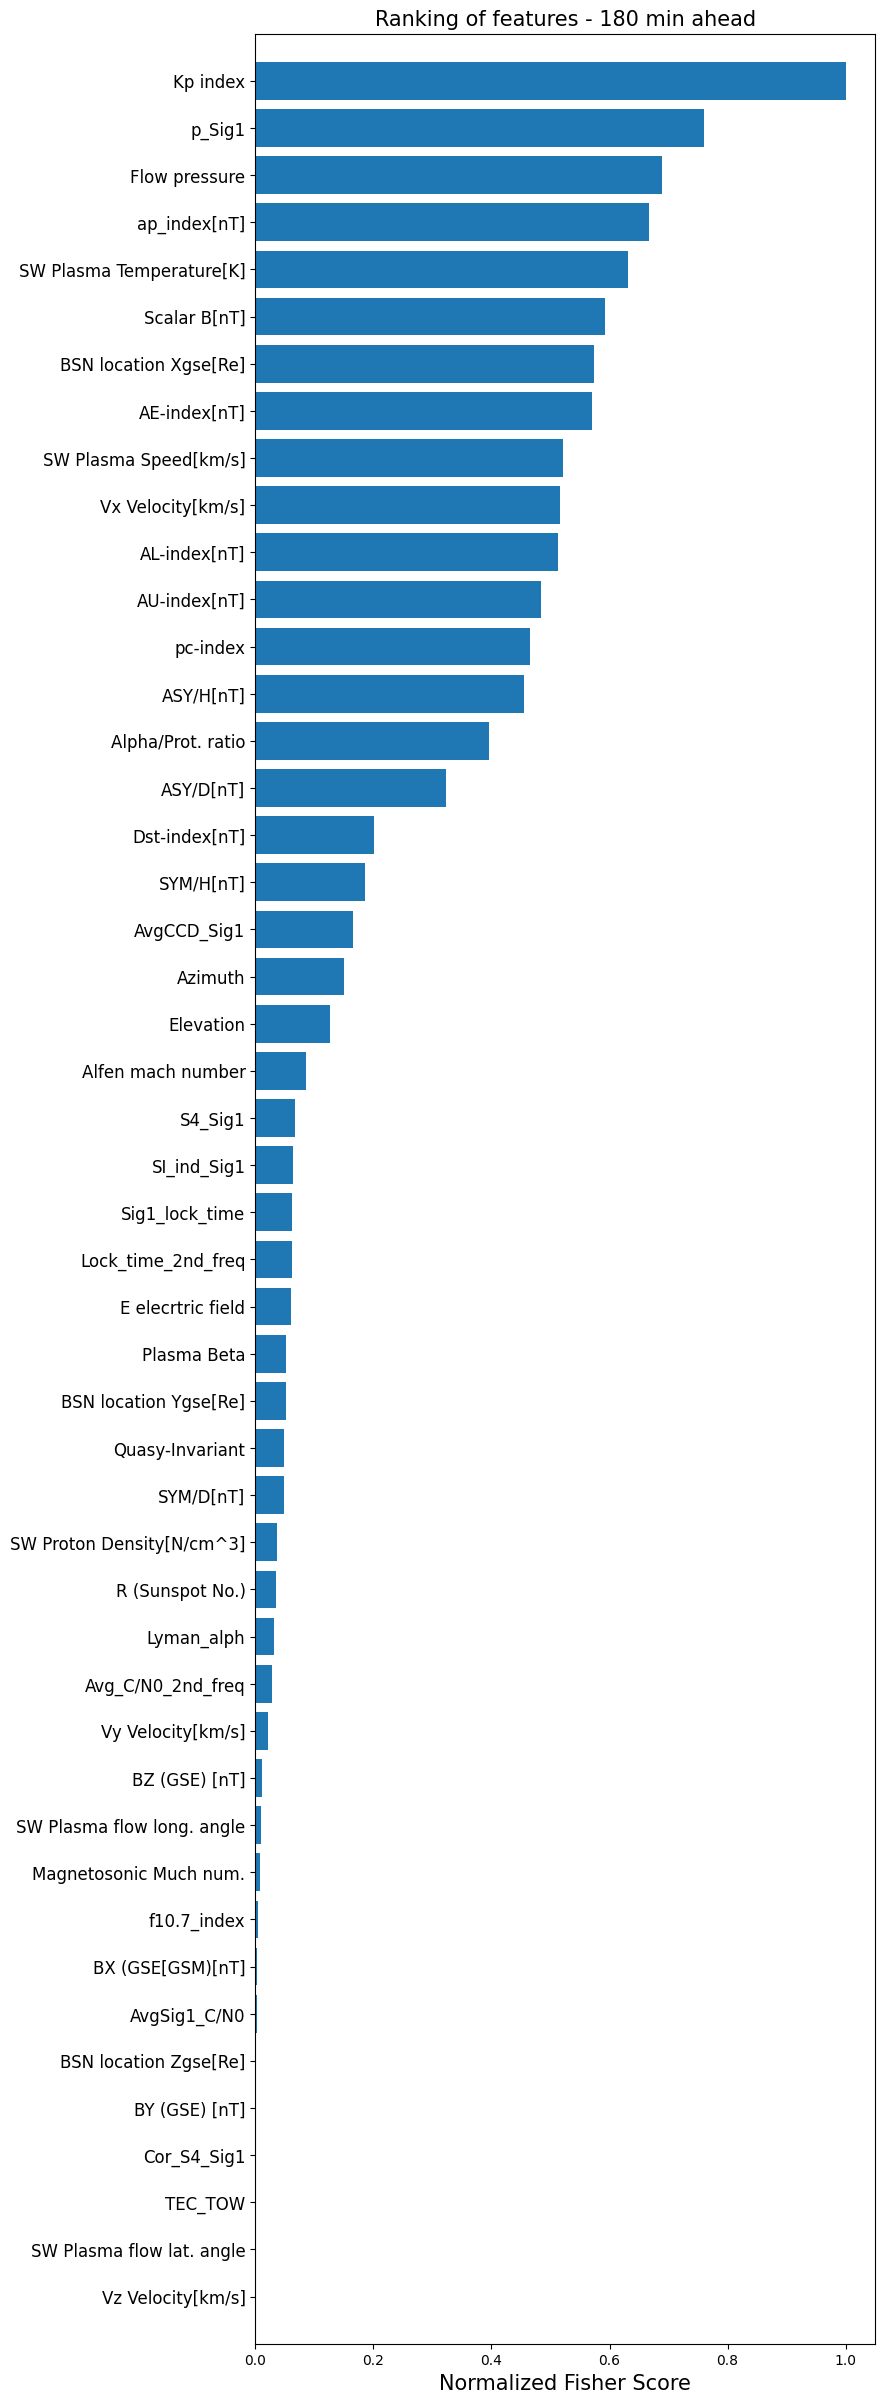 Ranking of features - 180 min ahead
Kp index
p_Sig1
Flow pressure
ap_index[nT]
SW Plasma Temperature[K]
Scalar B[nT]
BSN location Xgse[Re]
AE-index[nT]
SW Plasma Speed[km/s]
Vx Velocity[km/s]
AL-index[nT]
AU-index[nT]
pc-index
ASY/H[nT]
Alpha/Prot. ratio
ASY/D[nT]
Dst-index[nT]
SYM/H[nT]
AvgCCD_Sig1
Azimuth
Elevation
Alfen mach number
S4_Sig1
SI_ind_Sig1
Sig1_lock_time
Lock_time_2nd_freq
E elecrtric field
Plasma Beta
BSN location Ygse[Re]
Quasy-Invariant
SYM/D[nT]
SW Proton Density[N/cm^3]
R (Sunspot No.)
Lyman_alph
Avg_C/N0_2nd_freq
Vy Velocity[km/s]
BZ (GSE) [nT]
SW Plasma flow long. angle
Magnetosonic Much num.
f10.7_index
BX (GSE[GSM)[nT]
AvgSig1_C/N0
BSN location Zgse[Re]
BY (GSE) [nT]
Cor_S4_Sig1
TEC_TOW
SW Plasma flow lat. angle
Vz Velocity[km/s]
0.0 0.2 0.4 0.6 0.8 1.0
Normalized Fisher Score